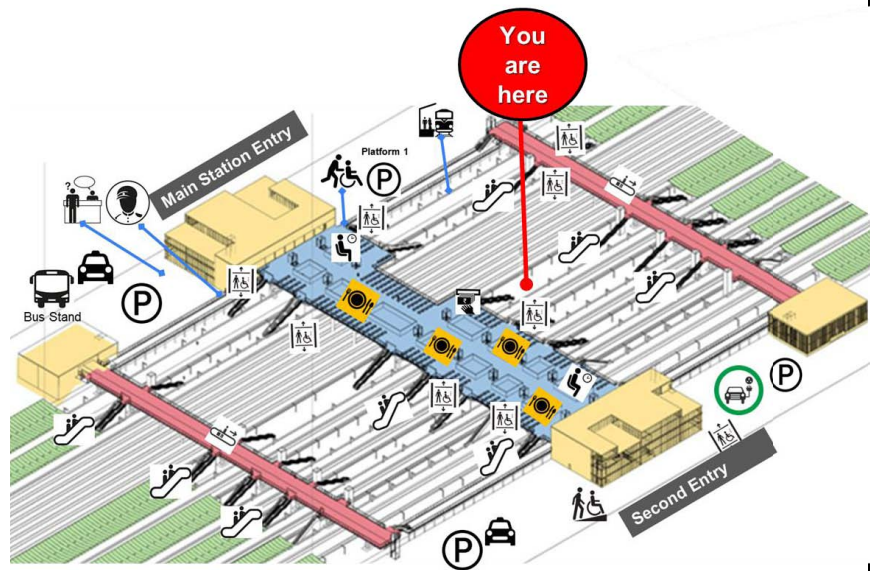 You
are
here
Main Station Entry
Platform 1
P
?
P
Bus Stand
P
Second Entry
P